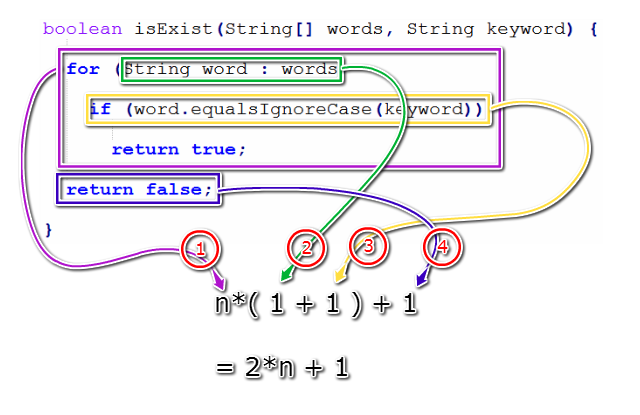 boolean isExist(String[] words, String keyword) {
for (String word : words
if (word.equalsIgnoreCase(keyword))
return true;
return false;
}
1 2 3 4
n*( 1 + 1 ) + 1
= 2*n + 1